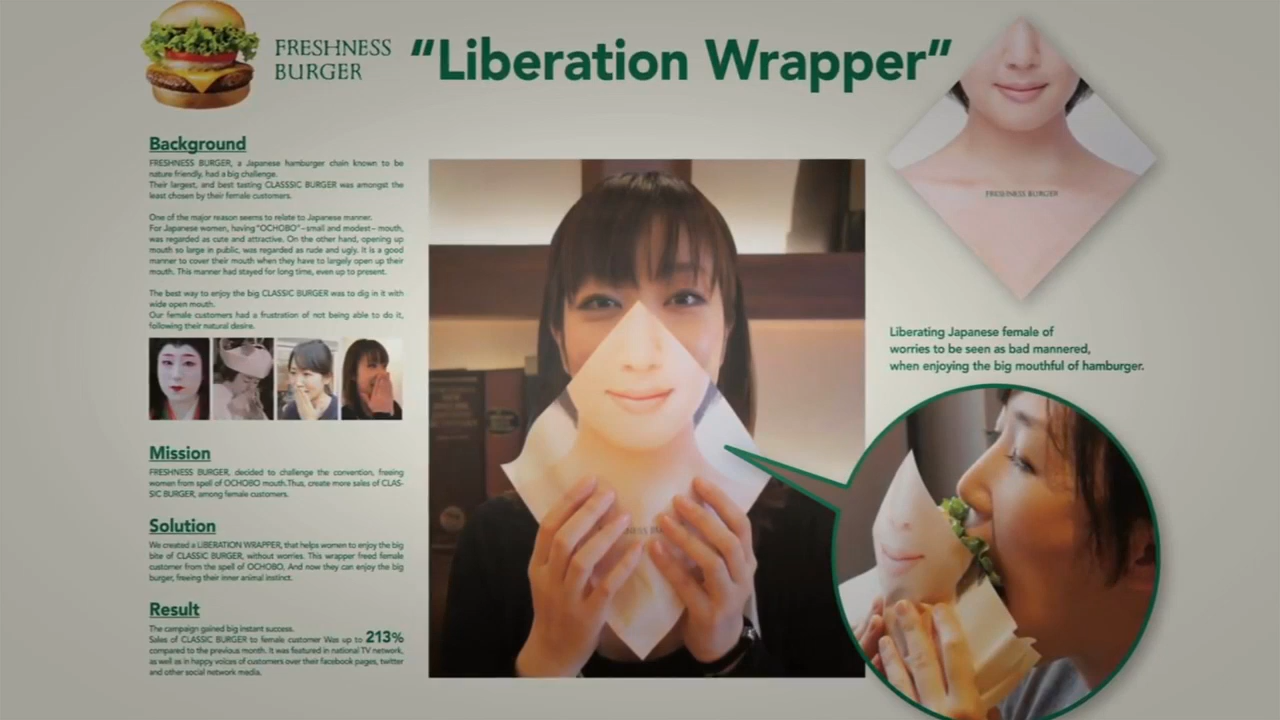 FRESHNESS
BURGER
“Liberation Wrapper”
Background
FRESHNESS BURGER, a Japanese hamburger chain known to be
nature friendly, had a big challenge.
Their largest, and best tasting CLASSSIC BURGER was amongst the
least chosen by their female customers.
One of the major reason seems to relate to Japanese manner.
For Japanese women, having “OCHOBO” –small and modest– mouth,
was regarded as cute and attractive. On the other hand, opening up
mouth so large in public, was regarded as rude and ugly. It is a good
manner to cover their mouth when they have to largely open up their
mouth. This manner had stayed for long time, even up to present.
The best way to enjoy the big CLASSIC BURGER was to dig in it with
wide open mouth.
Our female customers had a frustration of not being able to do it,
following their natural desire.
Mission
FRESHNESS BURGER, decided to challenge the convention, freeing
women from spell of OCHOBO mouth.Thus, create more sales of CLAS-
SIC BURGER, among female customers.
Solution
We created a LIBERATION WRAPPER, that helps women to enjoy the big
bite of CLASSIC BURGER, without worries. This wrapper freed female
customer from the spell of OCHOBO. And now they can enjoy the big
burger, freeing their inner animal instinct.
Result
The campaign gained big instant success.
Sales of CLASSIC BURGER to female customer Was up to 213%
compared to the previous month. It was featured in national TV network,
as well as in happy voices of customers over their facebook pages, twitter
and other social network media.
FRESHNESS BURGER
Liberating Japanese female of
worries to be seen as bad mannered,
when enjoying the big mouthful of hamburger.